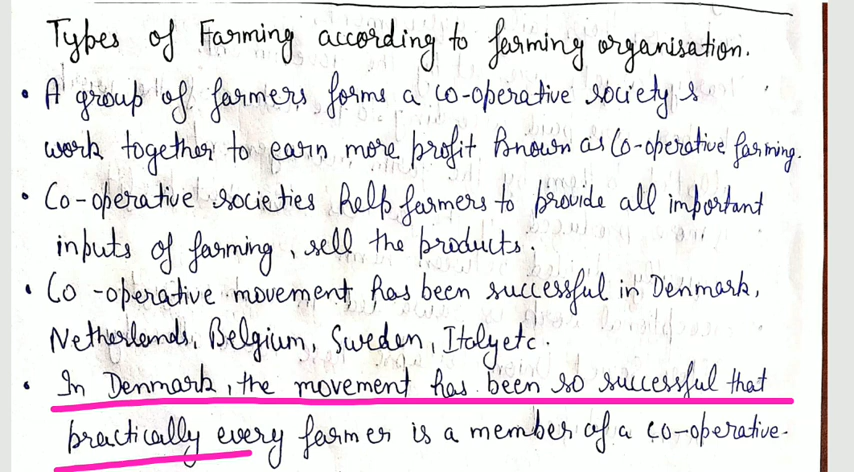 Types of Farming according to farming organisation.
• A group of farmers forms a co-operative society &
work together to earn more profit known as Co-operative farming.
• Co-operative societies help farmers to provide all important
inputs of farming, sell the products.
• Co-operative movement has been successful in Denmark,
Netherlands, Belgium, Sweden, Italy etc.
• In Denmark, the movement has been so successful that
practically every farmer is a member of a co-operative.